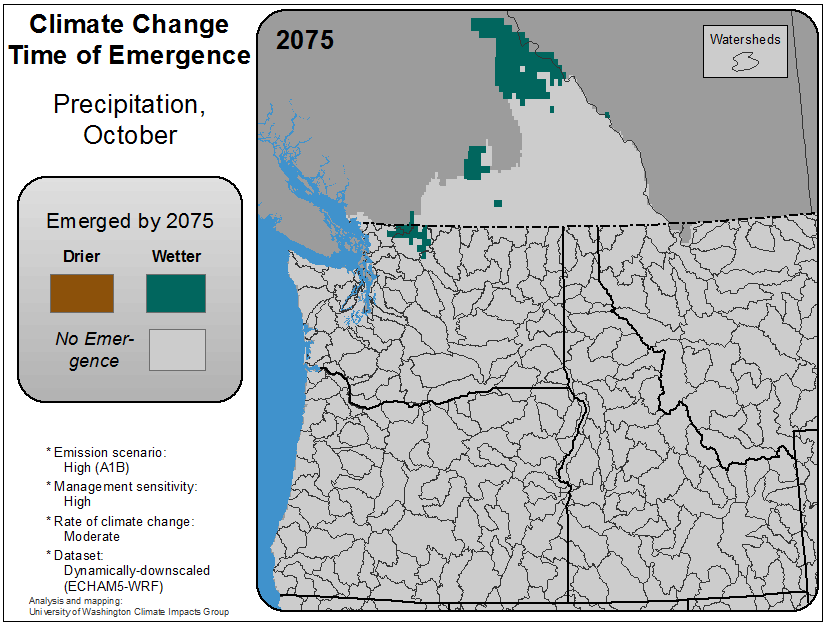 Climate Change
Time of Emergence
Precipitation,
October
Emerged by 2075
Drier
Wetter
No Emer-
gence
* Emission scenario:
High (A1B)
* Management sensitivity:
High
* Rate of climate change:
Moderate
* Dataset:
Dynamically-downscaled
(ECHAM5-WRF)
Analysis and mapping:
University of Washington Climate Impacts Group
2075
Watersheds